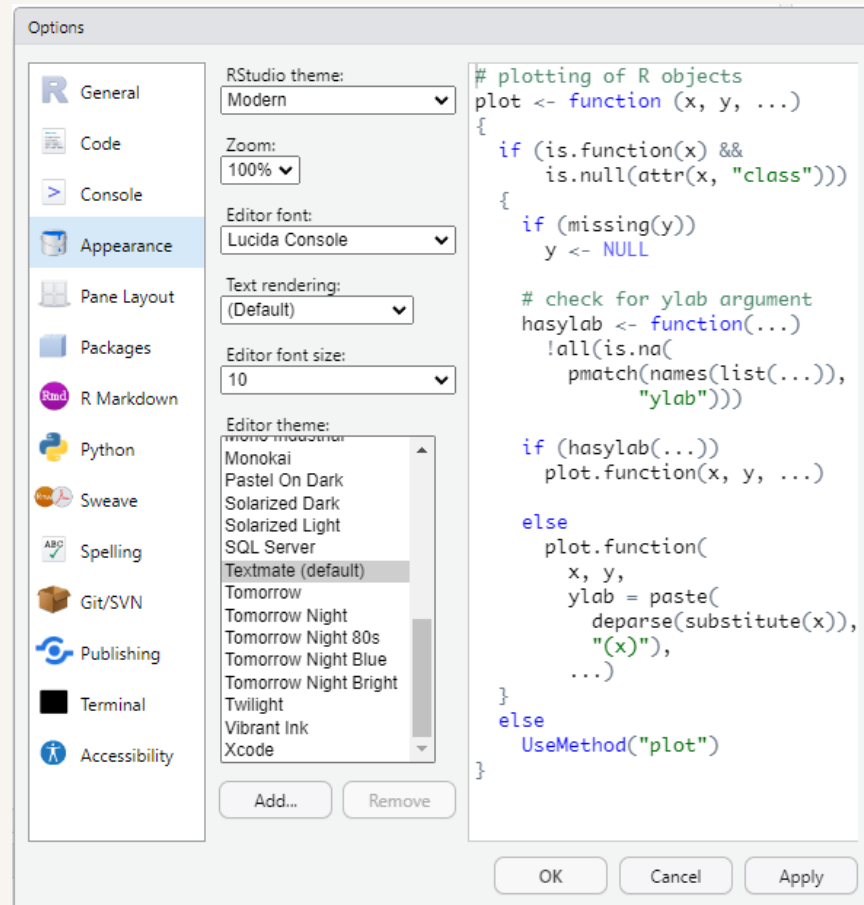 Options
General
Code
Console
Appearance
Pane Layout
Packages
Rmd R Markdown
Python
Sweave
ABC Spelling
Git/SVN
Publishing
Terminal
Accessibility
RStudio theme:
Modern
Zoom:
100%
Editor font:
Lucida Console
Text rendering:
(Default)
Editor font size:
10
Editor theme:
Mono Industrial
Monokai
Pastel On Dark
Solarized Dark
Solarized Light
SQL Server
Textmate (default)
Tomorrow
Tomorrow Night
Tomorrow Night 80s
Tomorrow Night Blue
Tomorrow Night Bright
Twilight
Vibrant Ink
Xcode
Add...
Remove
# plotting of R objects
plot <- function (x, y, ...)
{
  if (is.function(x) &&
      is.null(attr(x, "class")))
  {
    if (missing(y))
      y <- NULL

    # check for ylab argument
    hasylab <- function(...)
      !all(is.na(
        pmatch(names(list(...)),
              "ylab")))

    if (hasylab(...))
      plot.function(x, y, ...)

    else
      plot.function(
        x, y,
        ylab = paste(
          deparse(substitute(x)),
          "(x)"),
        ...)
  }
  else
    UseMethod("plot")
}
OK
Cancel
Apply